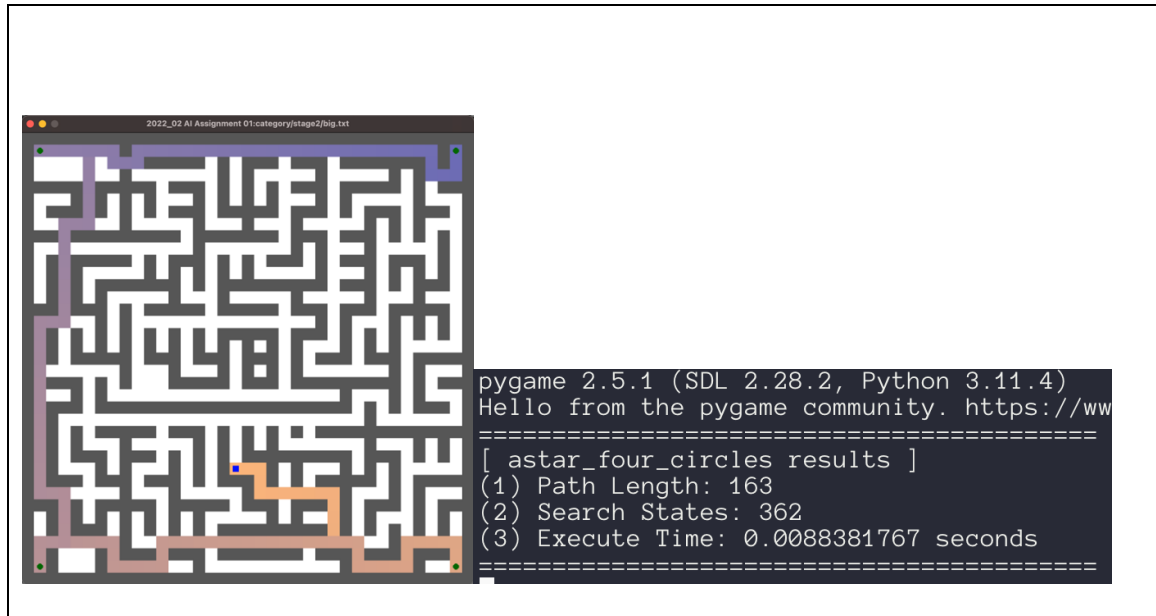 2022_02 AI Assignment 01:category/stage2/big.txt
pygame 2.5.1 (SDL 2.28.2, Python 3.11.4)
Hello from the pygame community. https://ww
==========================================
[ astar_four_circles results ]
(1) Path Length: 163
(2) Search States: 362
(3) Execute Time: 0.0088381767 seconds
==========================================